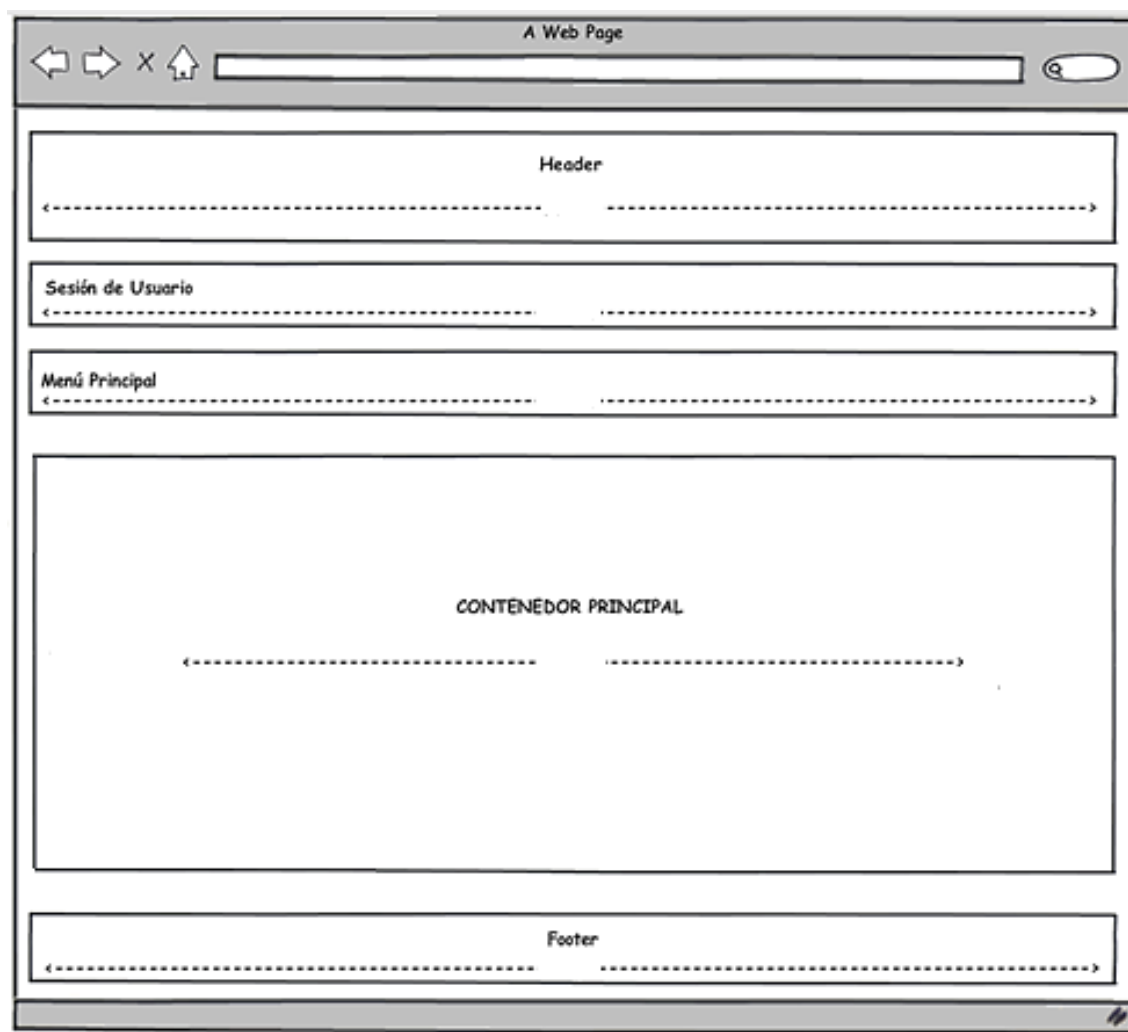 A Web Page
Header
Sesión de Usuario
Menú Principal
CONTENEDOR PRINCIPAL
Footer